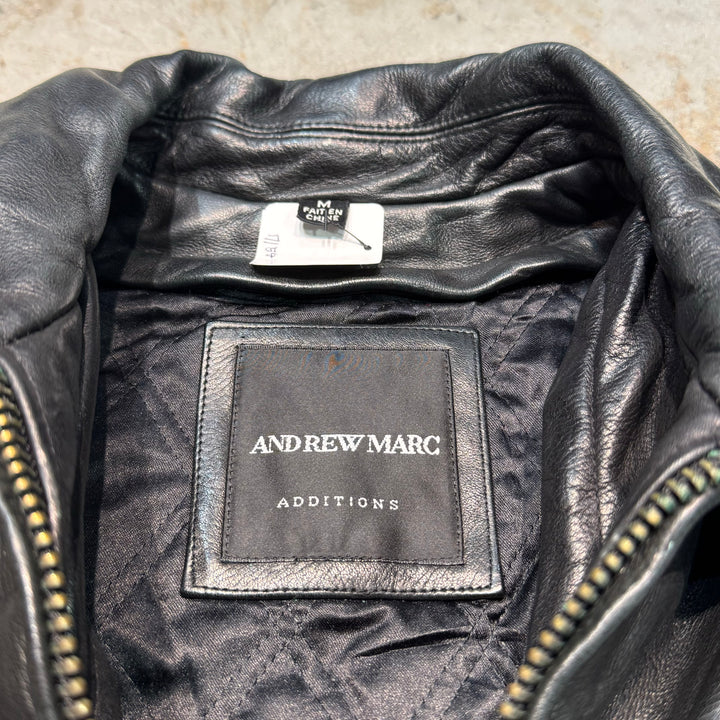 M
FAIT EN
CHINE
ANDREW MARC
ADDITIONS